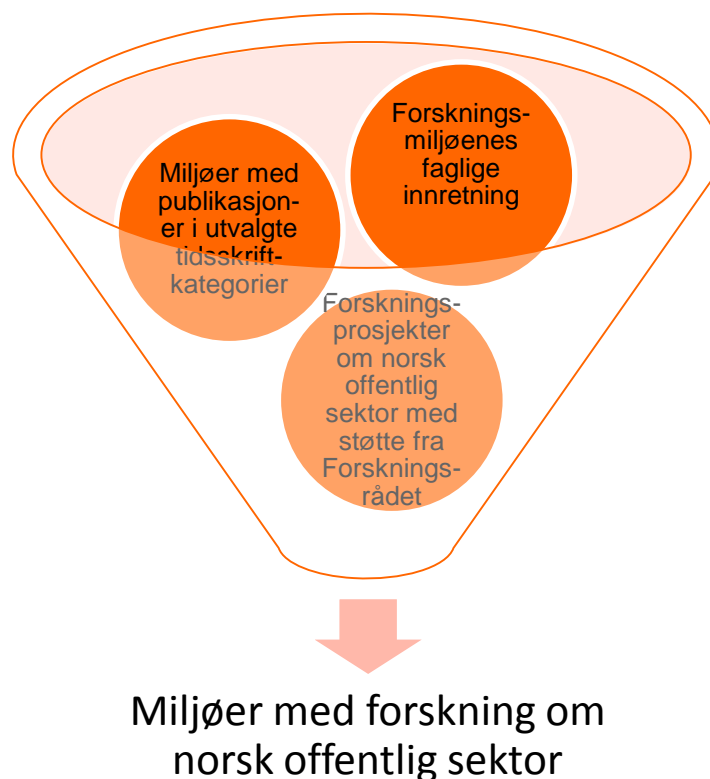 Forsknings-
miljøenes
faglige
innretning
Miljøer med
publikasjon-
er i utvalgte
tidsskrift-
kategorier
Forsknings-
prosjekter
om norsk
offentlig
sektor med
støtte fra
Forsknings-
rådet
Miljøer med forskning om
norsk offentlig sektor